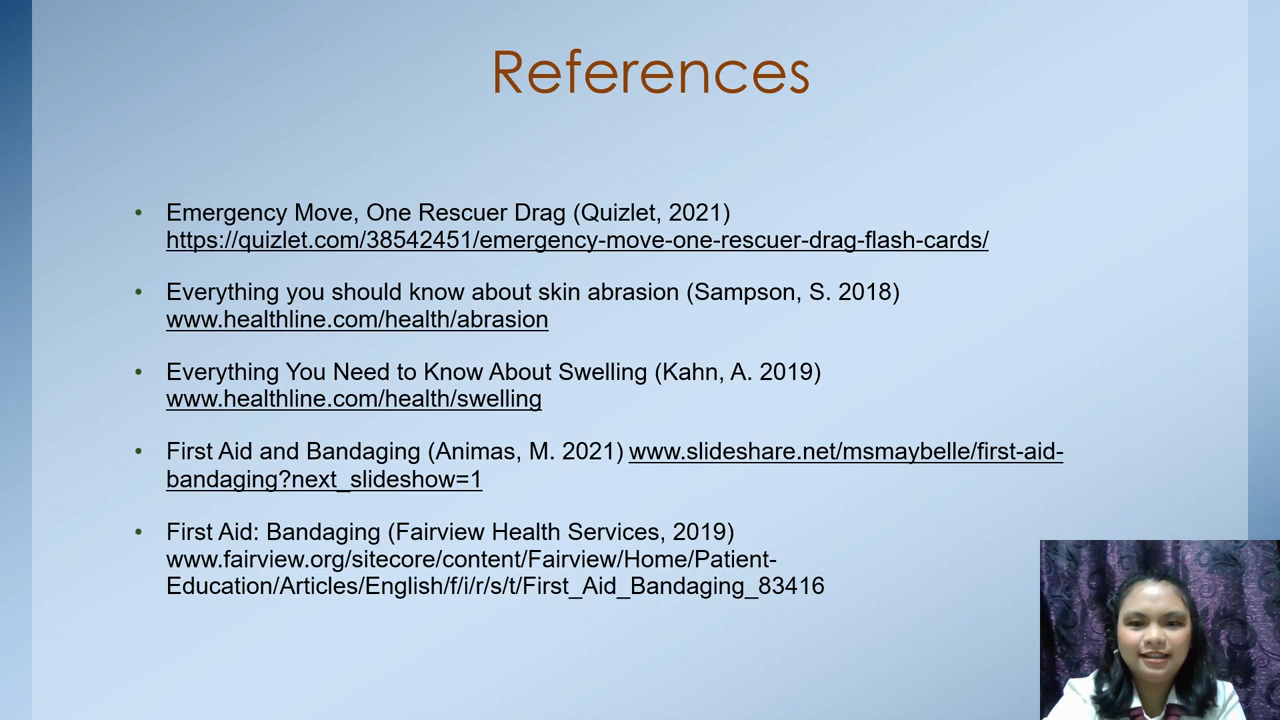 References
• Emergency Move, One Rescuer Drag (Quizlet, 2021)
https://quizlet.com/38542451/emergency-move-one-rescuer-drag-flash-cards/
• Everything you should know about skin abrasion (Sampson, S. 2018)
www.healthline.com/health/abrasion
• Everything You Need to Know About Swelling (Kahn, A. 2019)
www.healthline.com/health/swelling
• First Aid and Bandaging (Animas, M. 2021) www.slideshare.net/msmaybelle/first-aid-
bandaging?next_slideshow=1
• First Aid: Bandaging (Fairview Health Services, 2019)
www.fairview.org/sitecore/content/Fairview/Home/Patient-
Education/Articles/English/f/i/r/s/t/First_Aid_Bandaging_83416